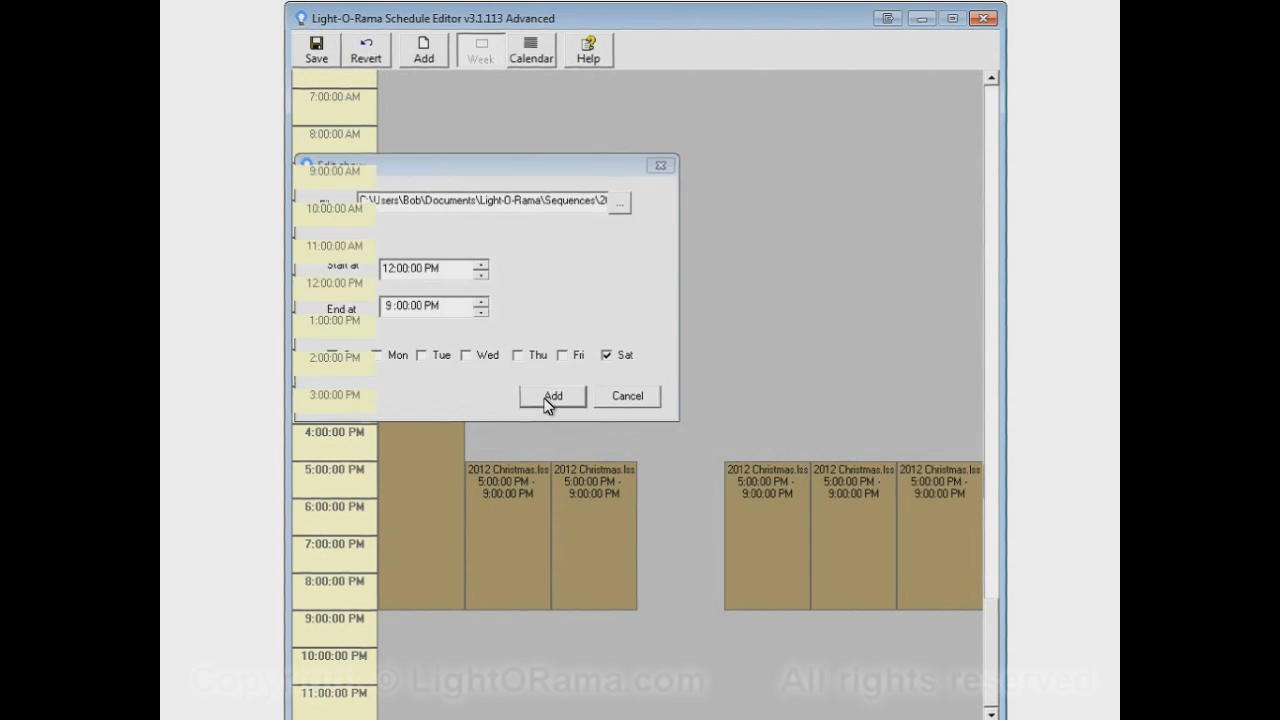 Light-O-Rama Schedule Editor v3.1.113 Advanced
Save Revert Add Week Calendar Help
7:00:00 AM
8:00:00 AM
9:00:00 AM
C:\Users\Bob\Documents\Light-O-Rama\Sequences\20 ...
10:00:00 AM
11:00:00 AM
Start at 12:00:00 PM
12:00:00 PM
End at 9:00:00 PM
1:00:00 PM
2:00:00 PM Mon Tue Wed Thu Fri Sat
3:00:00 PM Add Cancel
4:00:00 PM
5:00:00 PM
2012 Christmas.lss 2012 Christmas.lss 2012 Christmas.lss 2012 Christmas.lss 2012 Christmas.lss
5:00:00 PM - 5:00:00 PM - 5:00:00 PM - 5:00:00 PM - 5:00:00 PM -
9:00:00 PM 9:00:00 PM 9:00:00 PM 9:00:00 PM 9:00:00 PM
6:00:00 PM
7:00:00 PM
8:00:00 PM
9:00:00 PM
10:00:00 PM
11:00:00 PM
Copyright © LightORama.com All rights reserved